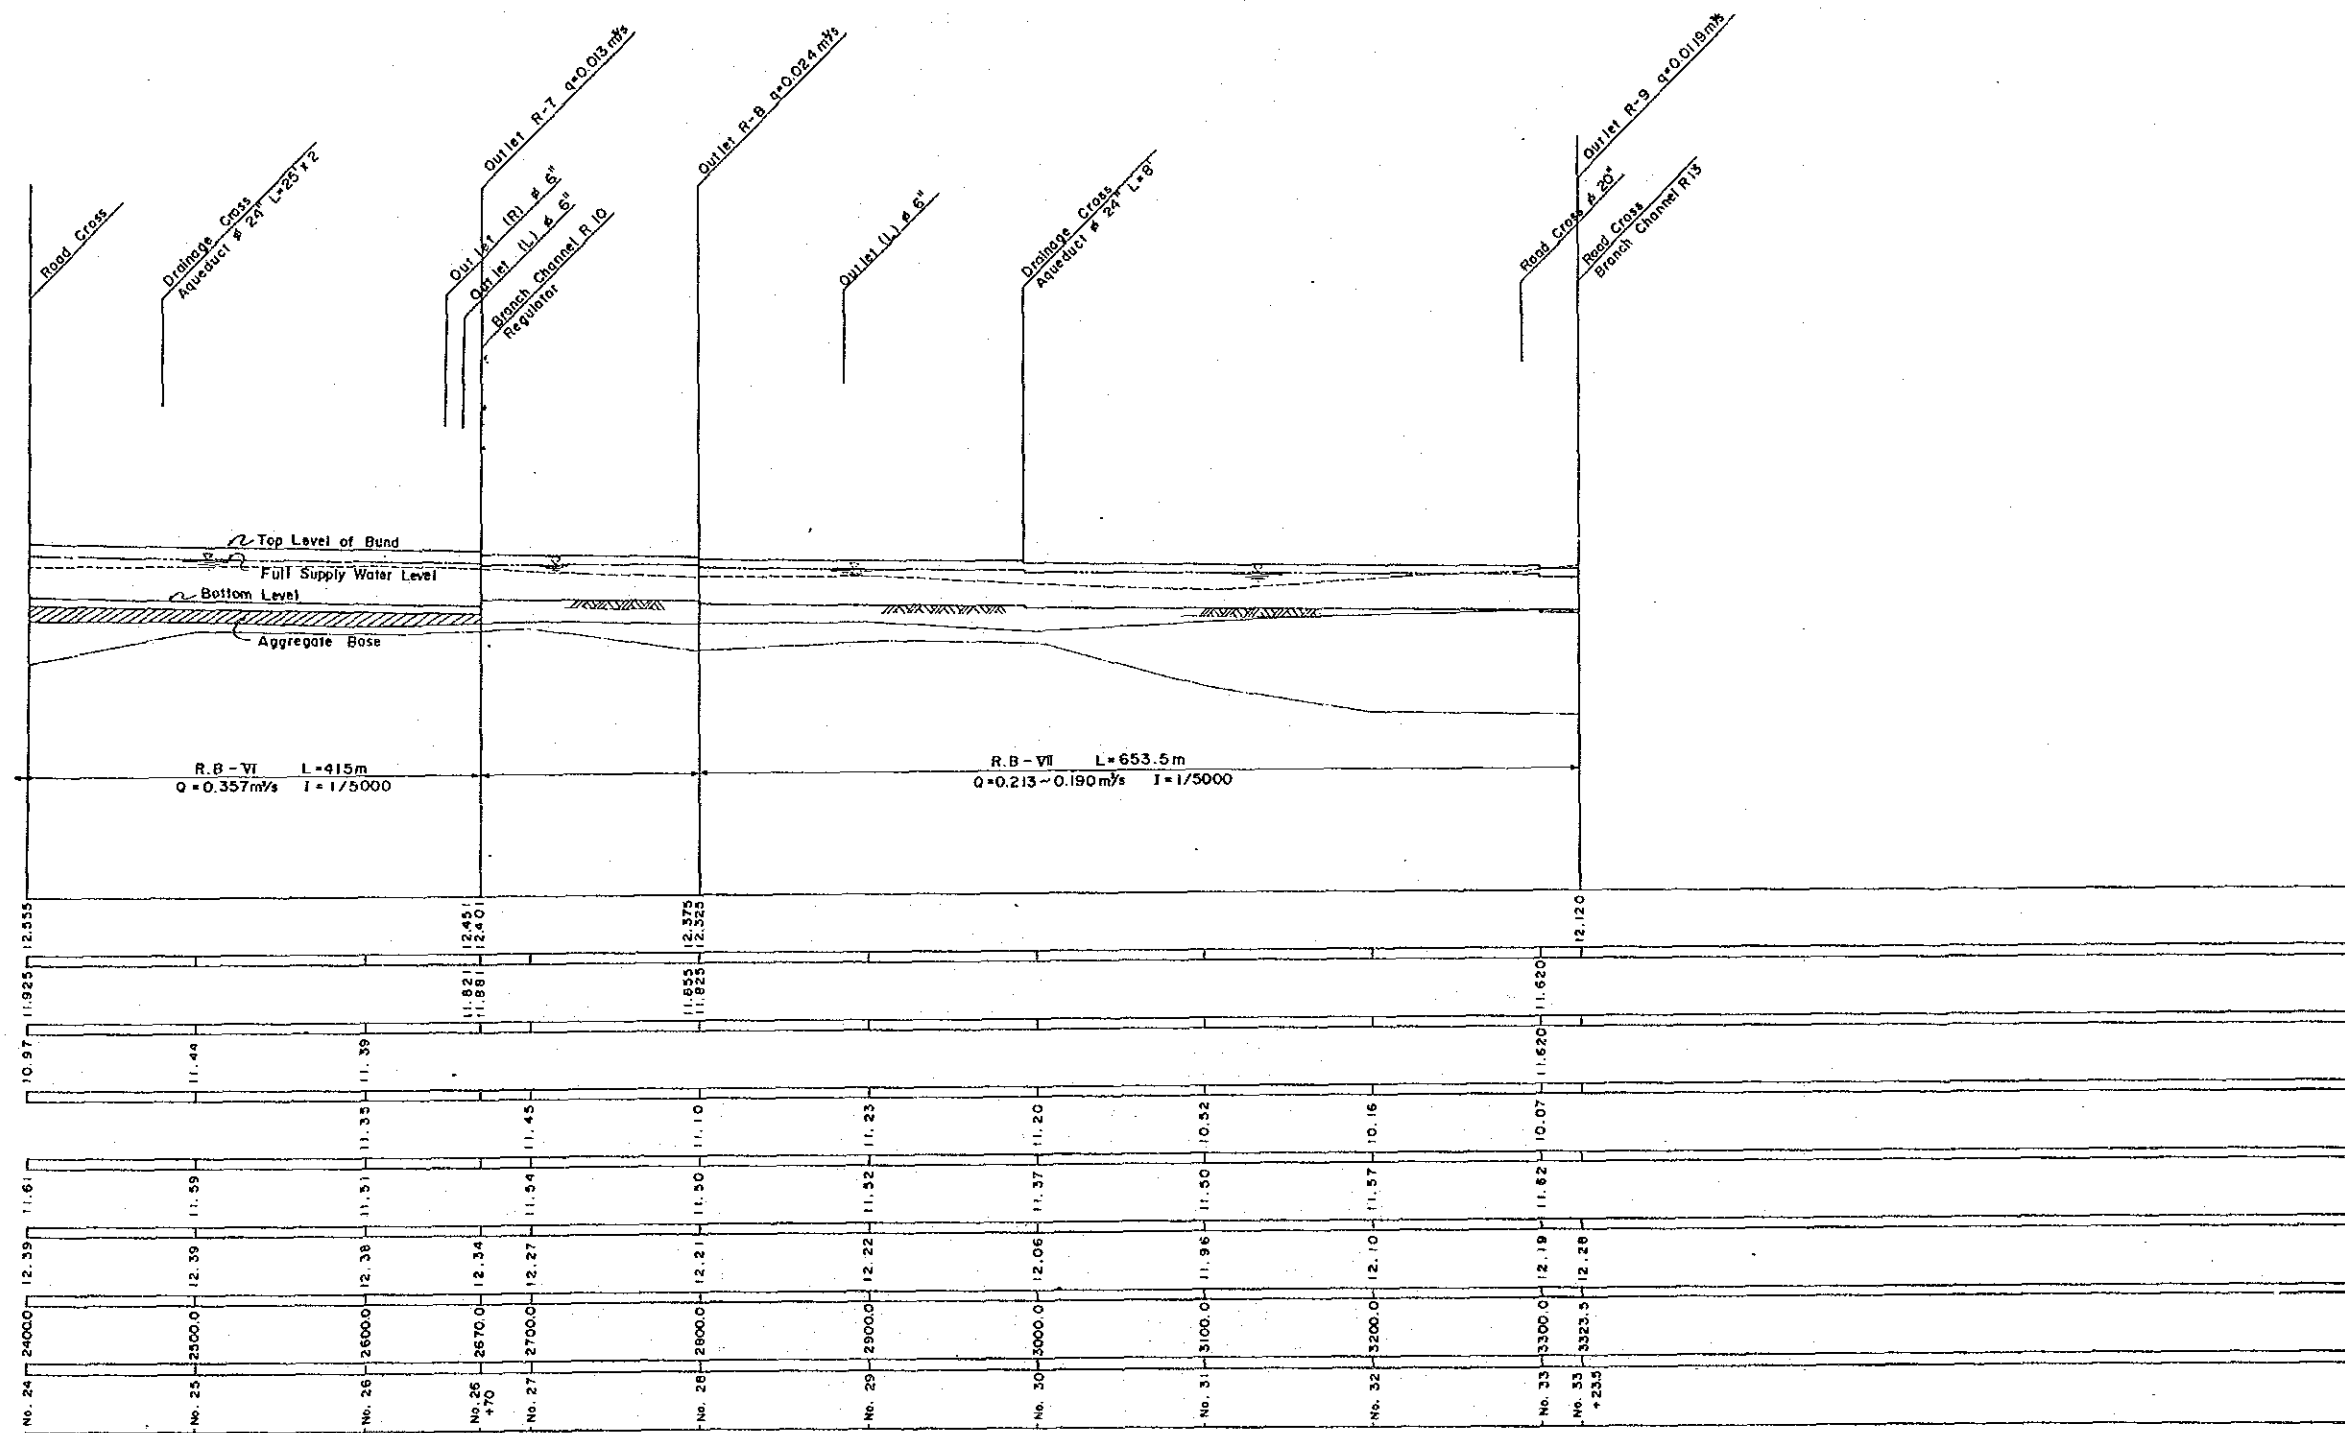 Road Cross
Drainage Cross
Aqueduct ø 24" L=25'x 2
Outlet R-7 q=0.013 m³/s
Outlet (R) ø 6"
Outlet (L) ø 6"
Branch Channel R 10
Regulator
Outlet R-8 q=0.024 m³/s
Outlet (L) ø 6"
Drainage Cross
Aqueduct ø 24" L=8'
Outlet R-9 q=0.0119 m³/s
Road Cross ø 20"
Road Cross
Branch Channel R13
Top Level of Bund
Full Supply Water Level
Bottom Level
Aggregate Base
R.B - VI L=415m
Q = 0.357m³/s I = 1/5000
R.B - VII L=653.5m
Q=0.213~0.190m³/s I=1/5000
12.555 12.451 12.401 12.375 12.325 12.120
11.925 11.821 11.881 11.855 11.825 11.620
10.97 11.44 11.39 11.620
11.35 11.45 11.10 11.23 11.20 10.52 10.16 10.07
11.61 11.59 11.51 11.54 11.50 11.52 11.37 11.50 11.57 11.62
12.39 12.39 12.38 12.34 12.27 12.21 12.22 12.06 11.96 12.10 12.19 12.28
2400.0 2500.0 2600.0 2670.0 2700.0 2800.0 2900.0 3000.0 3100.0 3200.0 3300.0 3323.5
No. 24 No. 25 No. 26 No. 26 +70 No. 27 No. 28 No. 29 No. 30 No. 31 No. 32 No. 33 No. 33 +23.5